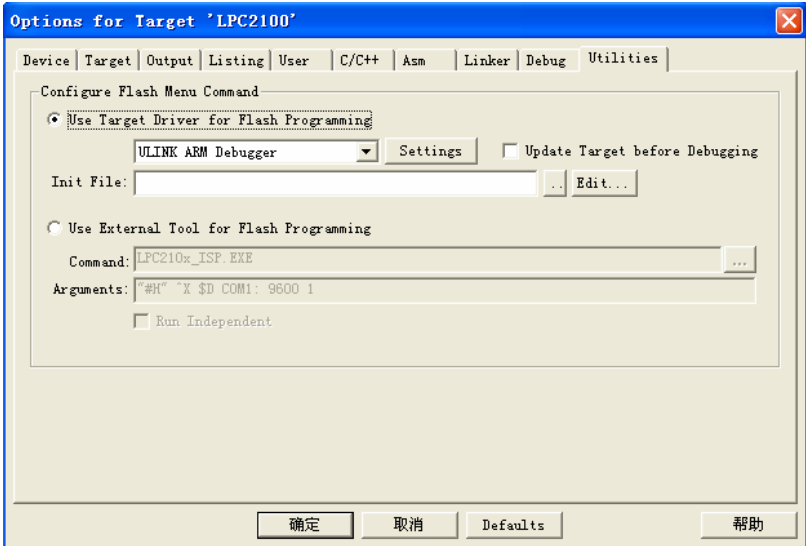 Options for Target 'LPC2100'
Device Target Output Listing User C/C++ Asm Linker Debug Utilities
Configure Flash Menu Command
Use Target Driver for Flash Programming
ULINK ARM Debugger Settings Update Target before Debugging
Init File: .. Edit...
Use External Tool for Flash Programming
Command: LPC210x_ISP.EXE ...
Arguments: "#H" ^X $D COM1: 9600 1
Run Independent
确定 取消 Defaults 帮助